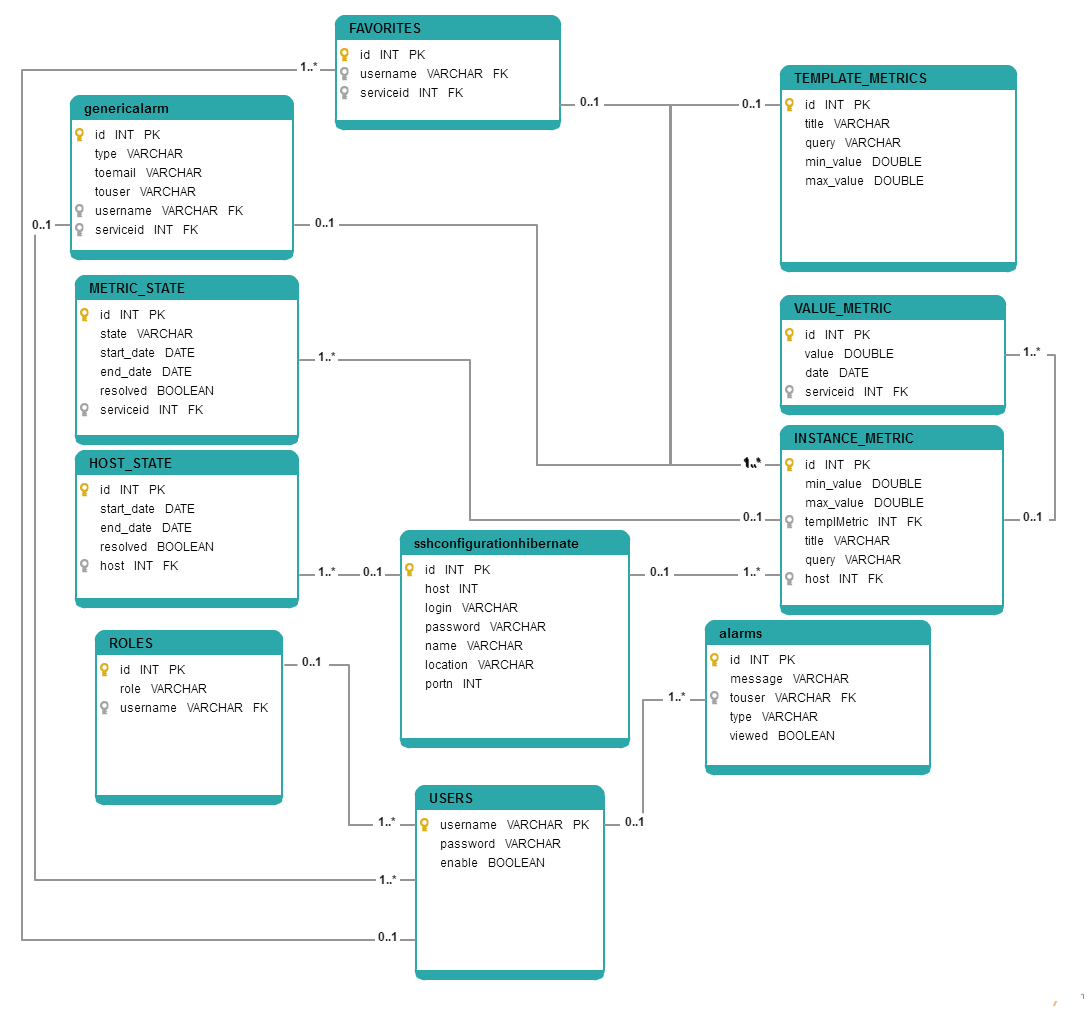 FAVORITES
id INT PK
username VARCHAR FK
serviceid INT FK
1..*
0..1
0..1
TEMPLATE_METRICS
id INT PK
title VARCHAR
query VARCHAR
min_value DOUBLE
max_value DOUBLE
genericalarm
id INT PK
type VARCHAR
toemail VARCHAR
touser VARCHAR
username VARCHAR FK
serviceid INT FK
0..1
0..1
METRIC_STATE
id INT PK
state VARCHAR
start_date DATE
end_date DATE
resolved BOOLEAN
serviceid INT FK
1..*
VALUE_METRIC
id INT PK
value DOUBLE
date DATE
serviceid INT FK
1..*
INSTANCE_METRIC
id INT PK
min_value DOUBLE
max_value DOUBLE
templMetric INT FK
title VARCHAR
query VARCHAR
host INT FK
1..*
0..1
0..1
1..*
HOST_STATE
id INT PK
start_date DATE
end_date DATE
resolved BOOLEAN
host INT FK
1..*
0..1
sshconfigurationhibernate
id INT PK
host INT
login VARCHAR
password VARCHAR
name VARCHAR
location VARCHAR
portn INT
0..1
ROLES
id INT PK
role VARCHAR
username VARCHAR FK
0..1
alarms
id INT PK
message VARCHAR
touser VARCHAR FK
type VARCHAR
viewed BOOLEAN
1..*
USERS
username VARCHAR PK
password VARCHAR
enable BOOLEAN
1..*
0..1
1..*
0..1